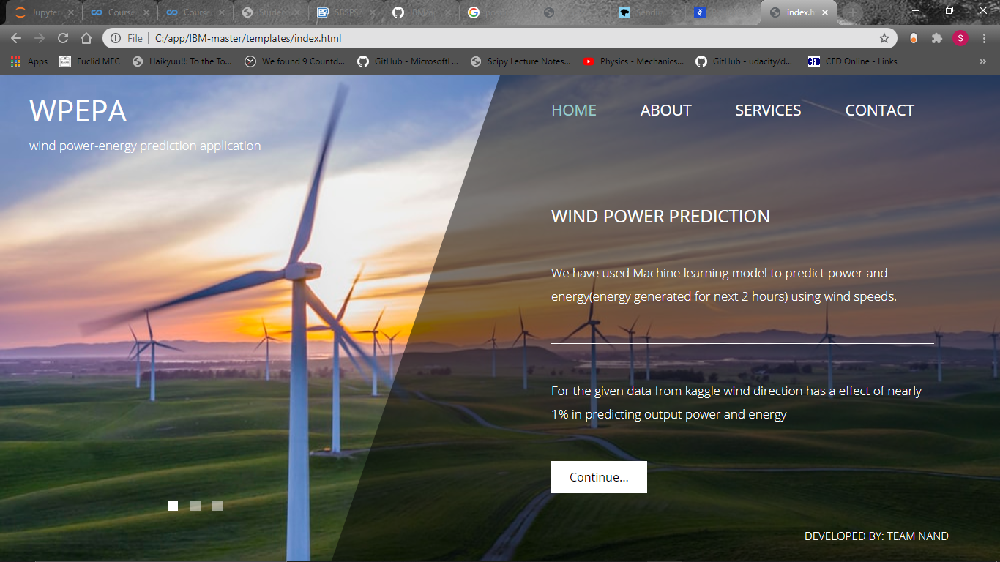 Jupyter
Course
Course
Studen
SBSPS
IBM
G
Sendin
index.h
File
C:/app/IBM-master/templates/index.html
S
Apps
Euclid MEC
Haikyuu!!: To the To...
We found 9 Countd...
GitHub - MicrosoftL...
Scipy Lecture Notes...
Physics - Mechanics...
GitHub - udacity/d...
CFD
CFD Online - Links
»
WPEPA
wind power-energy prediction application
HOME
ABOUT
SERVICES
CONTACT
WIND POWER PREDICTION
We have used Machine learning model to predict power and
energy(energy generated for next 2 hours) using wind speeds.
For the given data from kaggle wind direction has a effect of nearly
1% in predicting output power and energy
Continue...
DEVELOPED BY: TEAM NAND